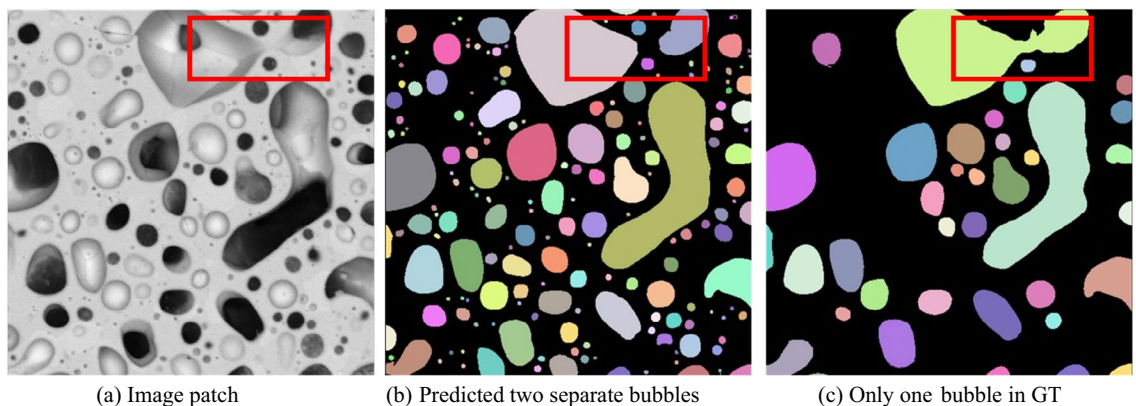 (a) Image patch
(b) Predicted two separate bubbles
(c) Only one bubble in GT